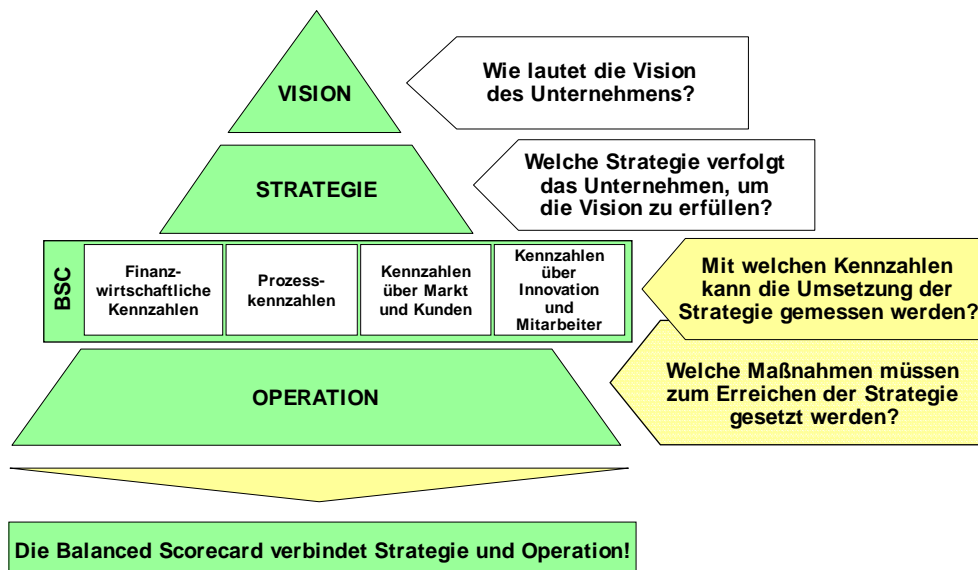 VISION
Wie lautet die Vision
des Unternehmens?
STRATEGIE
Welche Strategie verfolgt
das Unternehmen, um
die Vision zu erfüllen?
BSC
Finanz-
wirtschaftliche
Kennzahlen
Prozess-
kennzahlen
Kennzahlen
über Markt
und Kunden
Kennzahlen
über
Innovation
und
Mitarbeiter
Mit welchen Kennzahlen
kann die Umsetzung der
Strategie gemessen werden?
OPERATION
Welche Maßnahmen müssen
zum Erreichen der Strategie
gesetzt werden?
Die Balanced Scorecard verbindet Strategie und Operation!